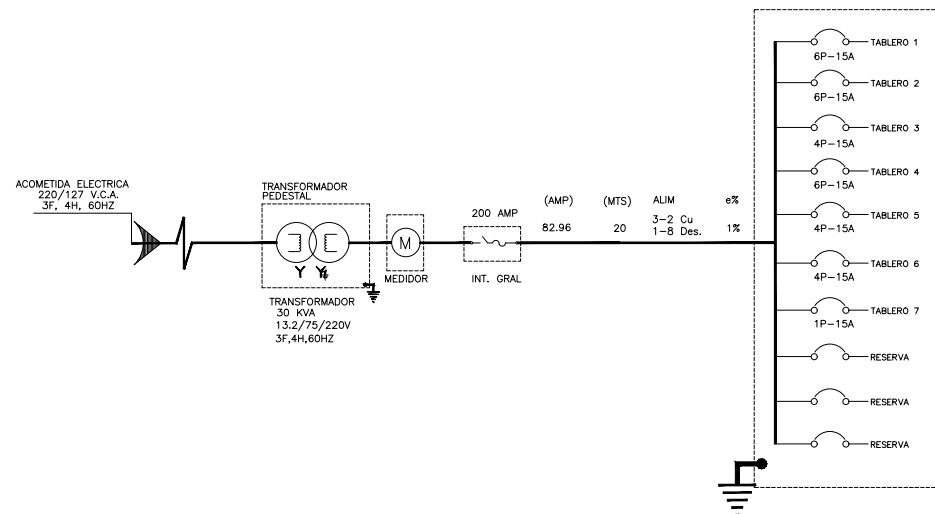 ACOMETIDA ELECTRICA
220/127 V.C.A.
3F, 4H, 60HZ
TRANSFORMADOR
PEDESTAL
TRANSFORMADOR
30 KVA
13.2/75/220V
3F,4H,60HZ
M
MEDIDOR
200 AMP
INT. GRAL
(AMP)
82.96
(MTS)
20
ALIM
3-2 Cu
1-8 Des.
e%
1%
TABLERO 1
6P-15A
TABLERO 2
6P-15A
TABLERO 3
4P-15A
TABLERO 4
6P-15A
TABLERO 5
4P-15A
TABLERO 6
4P-15A
TABLERO 7
1P-15A
RESERVA
RESERVA
RESERVA